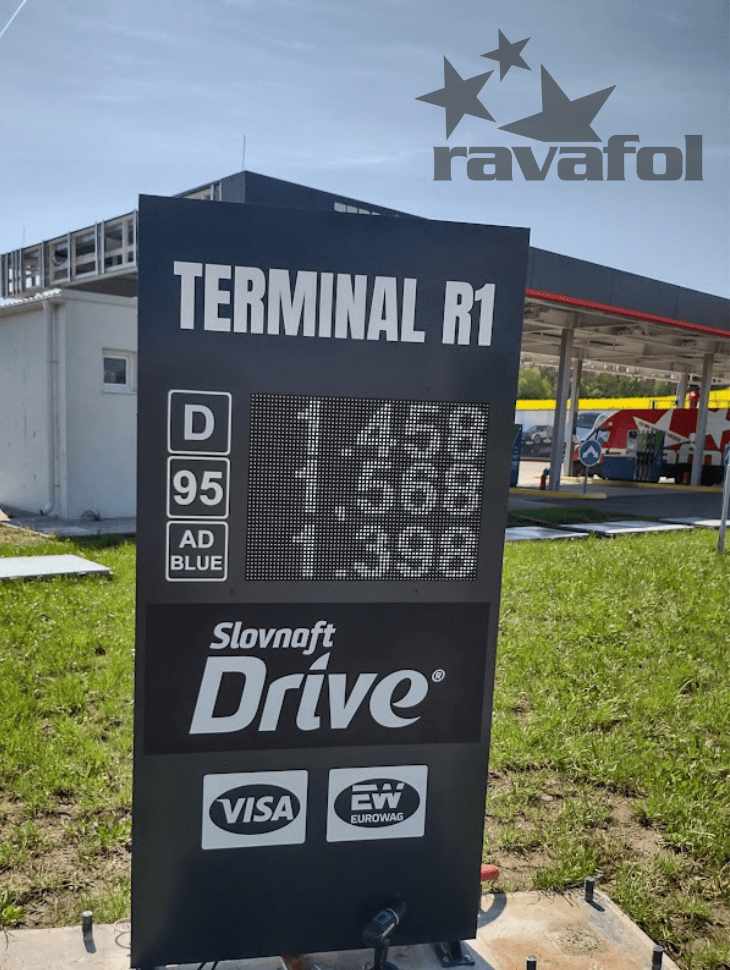 ravafol
TERMINAL R1
D 1.458
95 1.568
AD BLUE 1.398
Slovnaft
Drive®
VISA
EW
EUROWAG